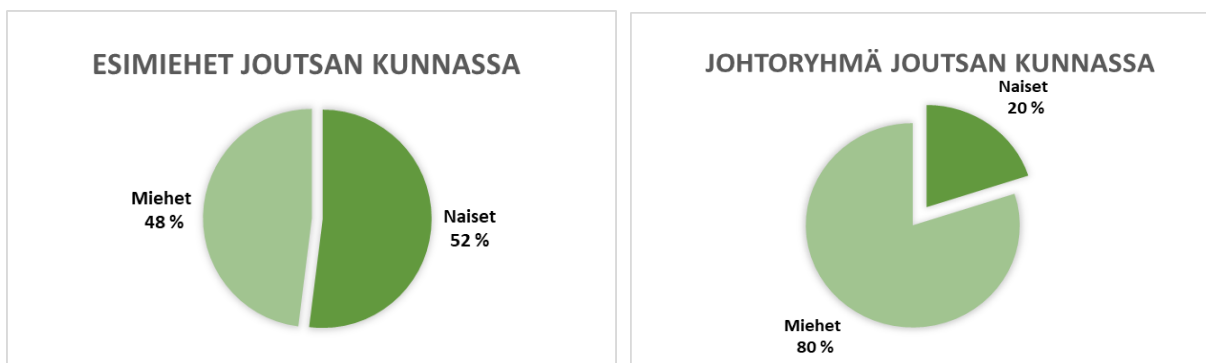 ESIMIEHET JOUTSAN KUNNASSA
Miehet
48 %
Naiset
52 %
JOHTORYHMÄ JOUTSAN KUNNASSA
Naiset
20 %
Miehet
80 %